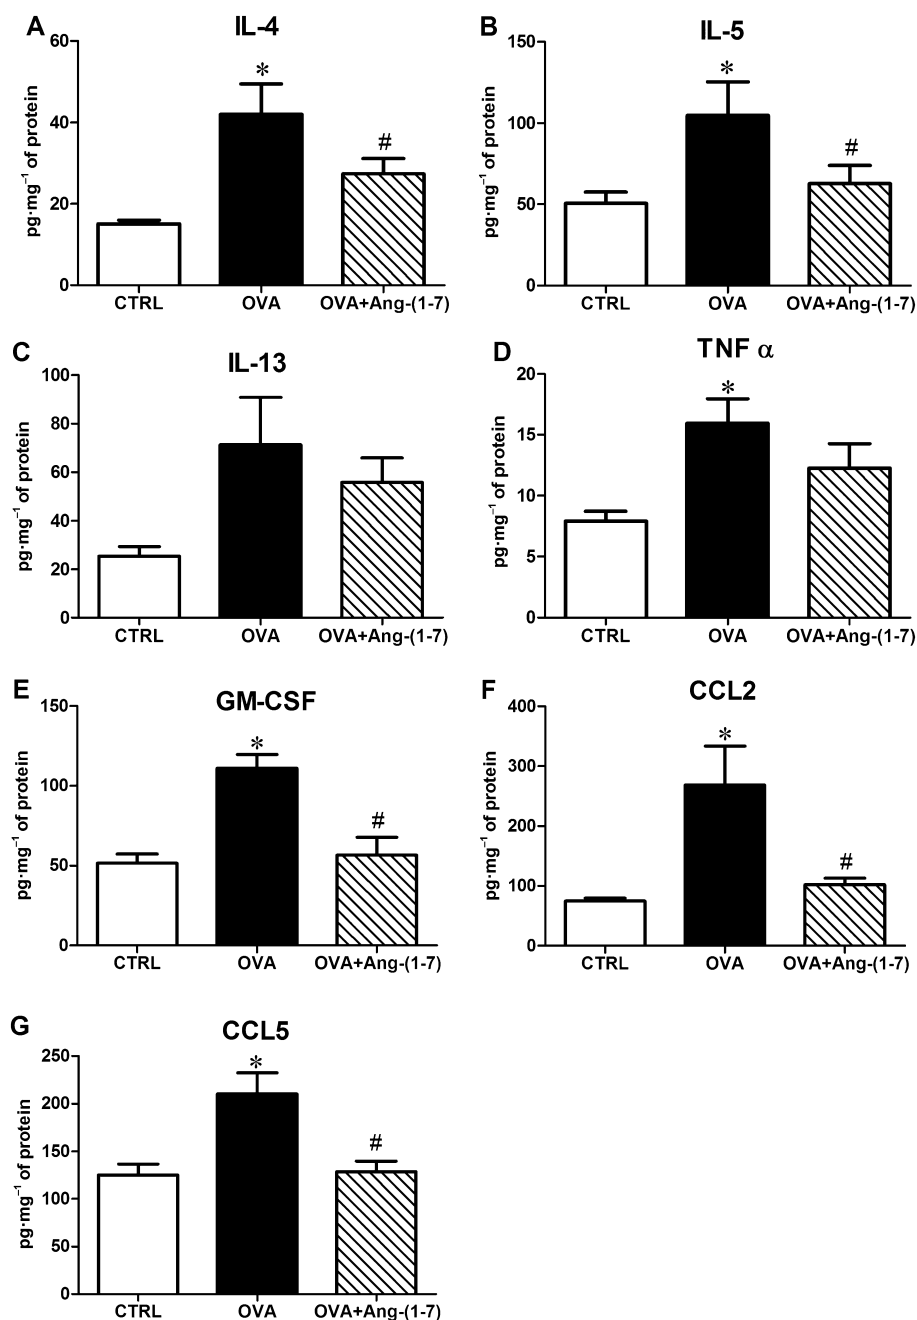 A
IL-4
pg·mg⁻¹ of protein
60
40
20
0
*
#
CTRL
OVA
OVA+Ang-(1-7)
B
IL-5
pg·mg⁻¹ of protein
150
100
50
0
*
#
CTRL
OVA
OVA+Ang-(1-7)
C
IL-13
pg·mg⁻¹ of protein
100
80
60
40
20
0
CTRL
OVA
OVA+Ang-(1-7)
D
TNF α
pg·mg⁻¹ of protein
20
15
10
5
0
*
CTRL
OVA
OVA+Ang-(1-7)
E
GM-CSF
pg·mg⁻¹ of protein
150
100
50
0
*
#
CTRL
OVA
OVA+Ang-(1-7)
F
CCL2
pg·mg⁻¹ of protein
400
300
200
100
0
*
#
CTRL
OVA
OVA+Ang-(1-7)
G
CCL5
pg·mg⁻¹ of protein
250
200
150
100
50
0
*
#
CTRL
OVA
OVA+Ang-(1-7)